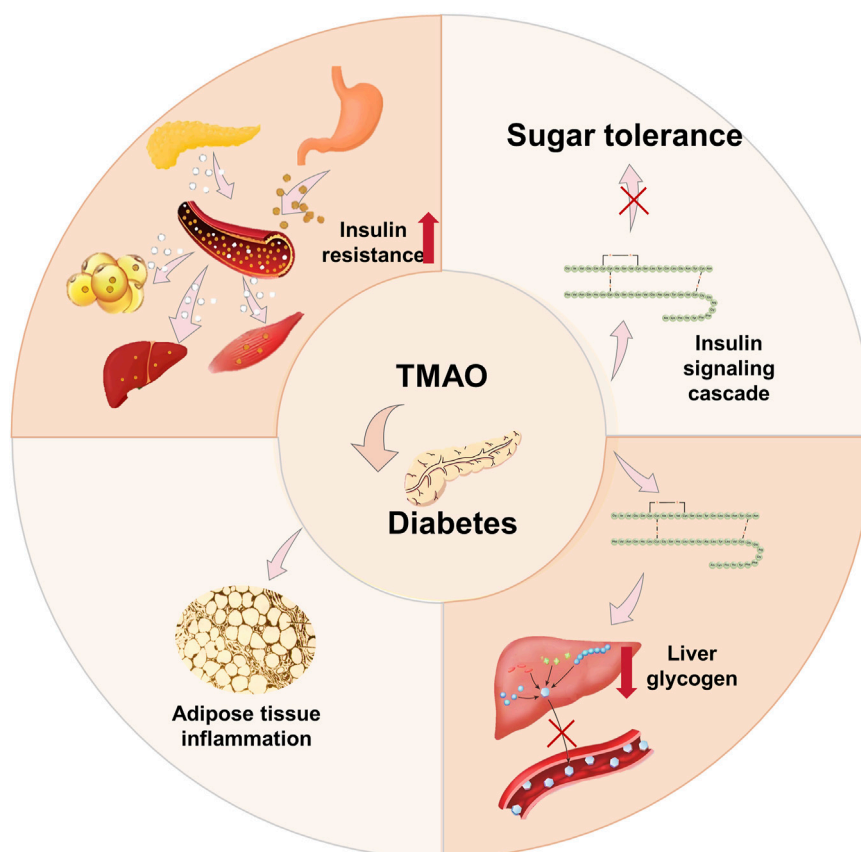 Sugar tolerance
Insulin
resistance
Insulin
signaling
cascade
TMAO
Diabetes
Liver
glycogen
Adipose tissue
inflammation